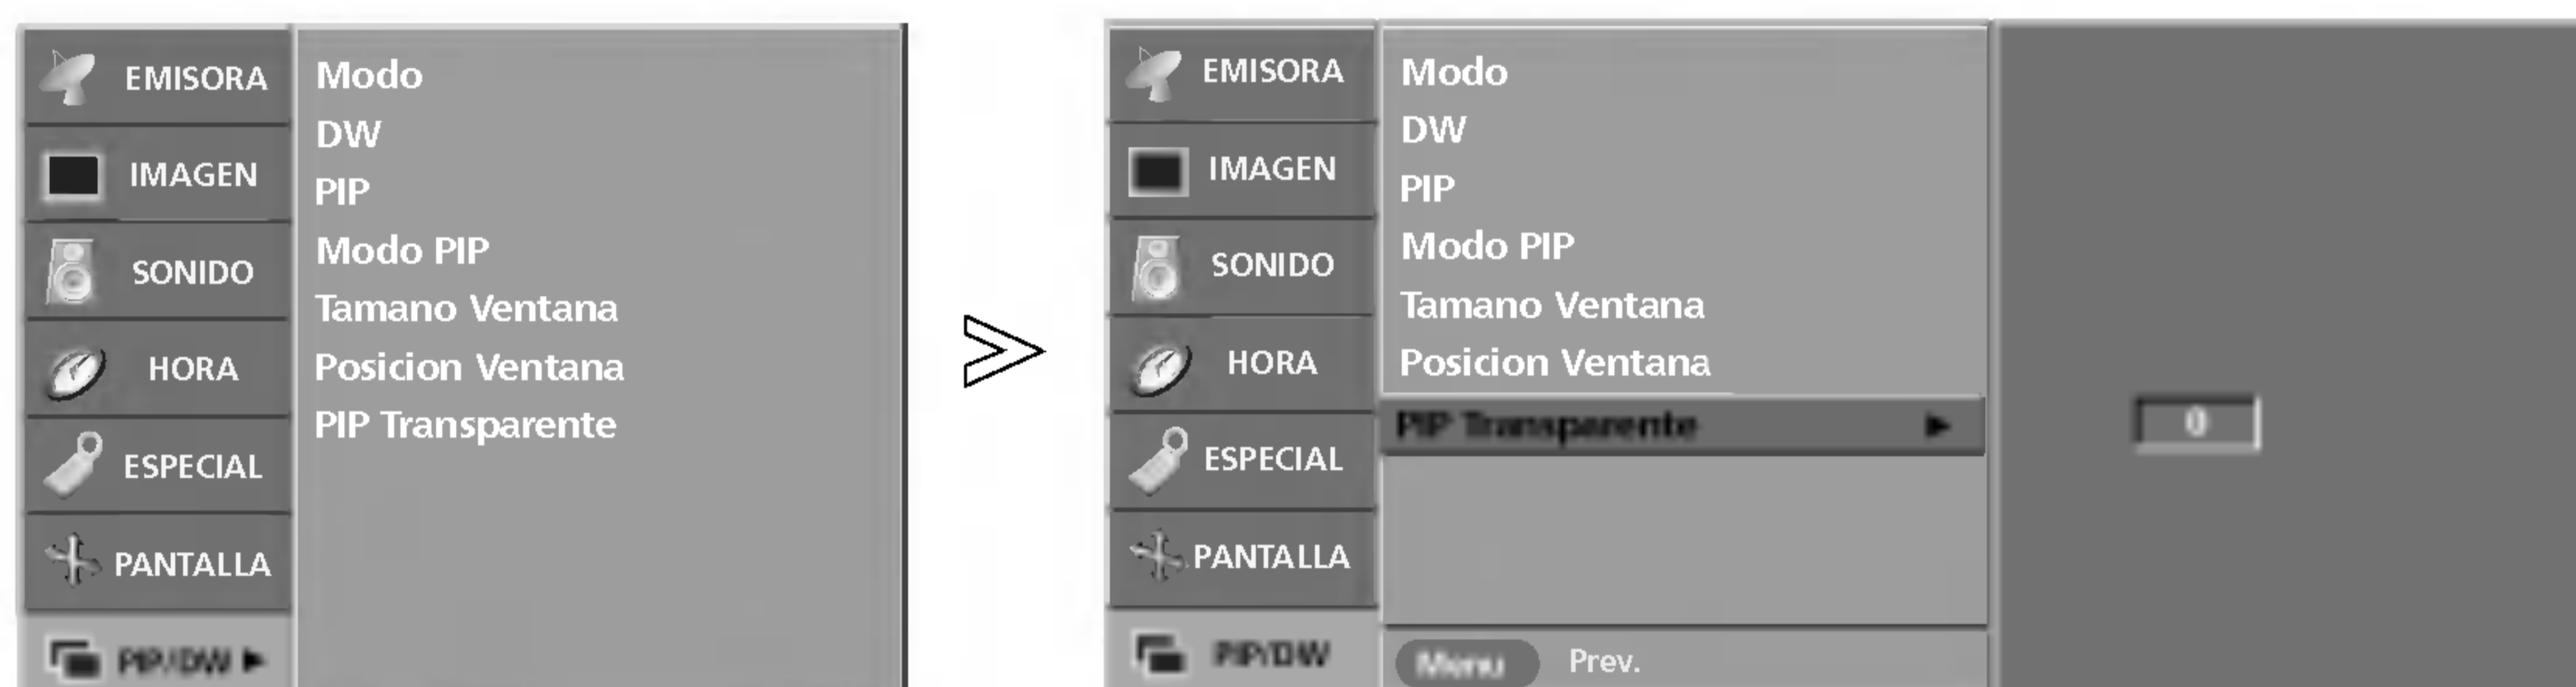 EMISORA
IMAGEN
SONIDO
HORA
ESPECIAL
PANTALLA
PIP/DW ►
Modo
DW
PIP
Modo PIP
Tamano Ventana
Posicion Ventana
PIP Transparente
>
EMISORA
IMAGEN
SONIDO
HORA
ESPECIAL
PANTALLA
PIP/DW
Modo
DW
PIP
Modo PIP
Tamano Ventana
Posicion Ventana
PIP Transparente ►
Menu Prev.
0